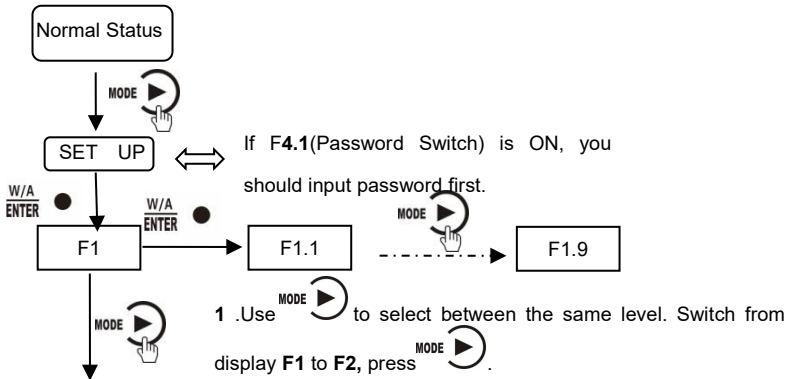 Normal Status
MODE
SET UP
If F4.1(Password Switch) is ON, you
should input password first.
W/A
ENTER
W/A
ENTER
MODE
F1
F1.1
F1.9
MODE
1 .Use MODE to select between the same level. Switch from
display F1 to F2, press MODE .